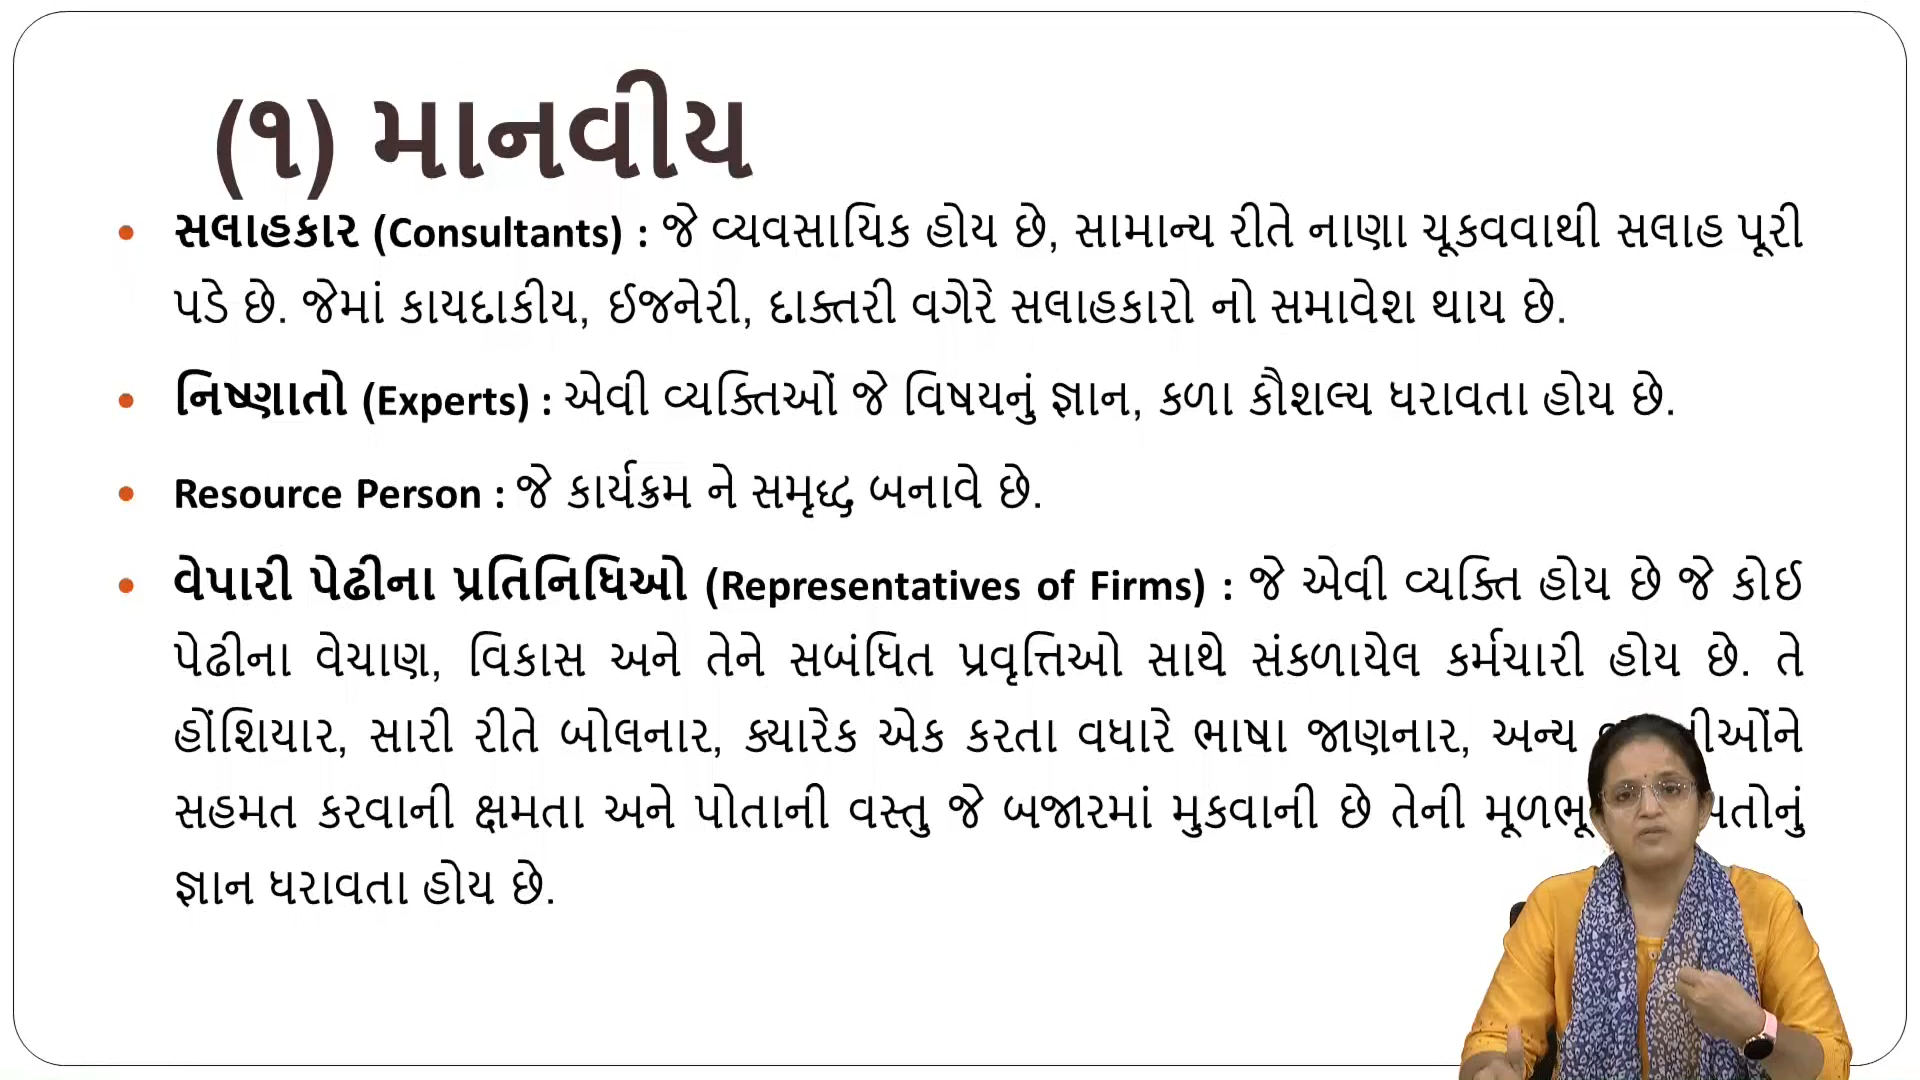 (૧) માનવીય
• સલાહકાર (Consultants) : જે વ્યવસાયિક હોય છે, સામાન્ય રીતે નાણા ચૂકવવાથી સલાહ પૂરી
પડે છે. જેમાં કાયદાકીય, ઈજનેરી, દાક્તરી વગેરે સલાહકારો નો સમાવેશ થાય છે.
• નિષ્ણાતો (Experts) : એવી વ્યક્તિઓં જે વિષયનું જ્ઞાન, કળા કૌશલ્ય ધરાવતા હોય છે.
• Resource Person : જે કાર્યક્રમ ને સમૃધ્દ્ર બનાવે છે.
• વેપારી પેઢીના પ્રતિનિધિઓ (Representatives of Firms) : જે એવી વ્યક્તિ હોય છે જે કોઈ
પેઢીના વેચાણ, વિકાસ અને તેને સબંધિત પ્રવૃત્તિઓ સાથે સંકળાયેલ કર્મચારી હોય છે. તે
હોંશિયાર, સારી રીતે બોલનાર, ક્યારેક એક કરતા વધારે ભાષા જાણનાર, અન્ય
સહમત કરવાની ક્ષમતા અને પોતાની વસ્તુ જે બજારમાં મુકવાની છે તેની
જ્ઞાન ધરાવતા હોય છે.